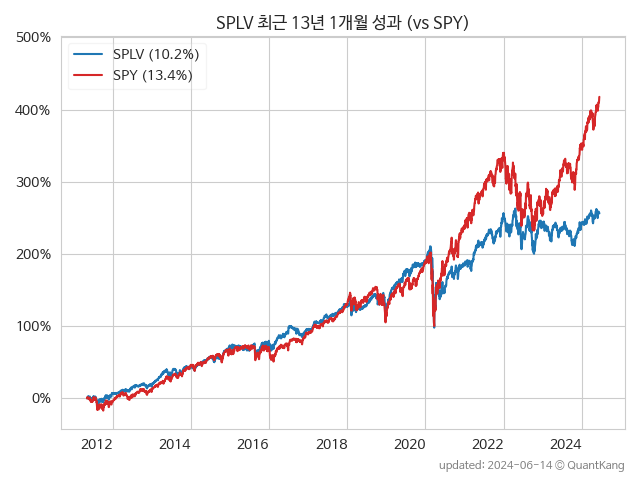 SPLV 최근 13년 1개월 성과 (vs SPY)
500%
400%
300%
200%
100%
0%
SPLV (10.2%)
SPY (13.4%)
2012 2014 2016 2018 2020 2022 2024
updated: 2024-06-14 © QuantKang